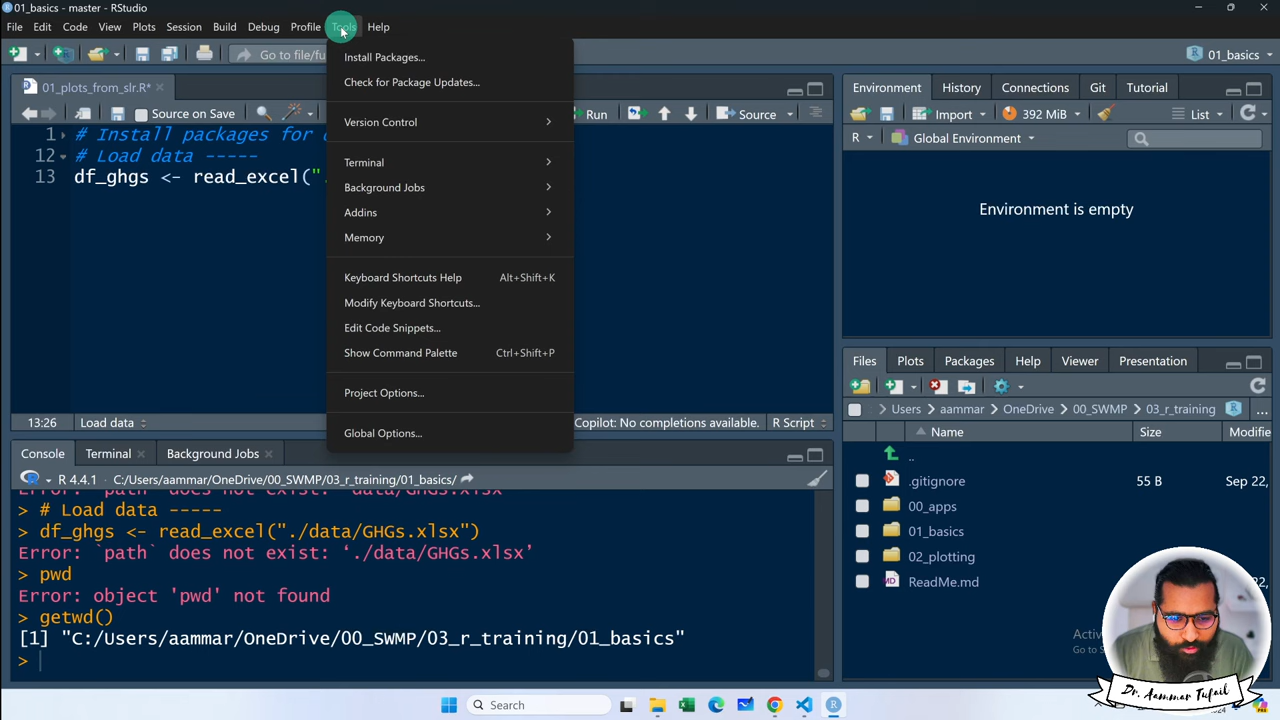 01_basics - master - RStudio
File Edit Code View Plots Session Build Debug Profile Tools Help
Go to file/fu
01_basics
01_plots_from_slr.R*
Source on Save
Run
Source
1 # Install packages for
12 # Load data -----
13 df_ghgs <- read_excel("
13:26 Load data
Copilot: No completions available. R Script
Install Packages...
Check for Package Updates...
Version Control
Terminal
Background Jobs
Addins
Memory
Keyboard Shortcuts Help Alt+Shift+K
Modify Keyboard Shortcuts...
Edit Code Snippets...
Show Command Palette Ctrl+Shift+P
Project Options...
Global Options...
Console Terminal Background Jobs
R 4.4.1 · C:/Users/aammar/OneDrive/00_SWMP/03_r_training/01_basics/
> # Load data -----
> df_ghgs <- read_excel("./data/GHGs.xlsx")
Error: `path` does not exist: ‘./data/GHGs.xlsx’
> pwd
Error: object 'pwd' not found
> getwd()
[1] "C:/Users/aammar/OneDrive/00_SWMP/03_r_training/01_basics"
>
Environment History Connections Git Tutorial
Import 392 MiB List
R Global Environment
Environment is empty
Files Plots Packages Help Viewer Presentation
Users aammar OneDrive 00_SWMP 03_r_training ...
Name Size Modifie
..
.gitignore 55 B Sep 22,
00_apps
01_basics
02_plotting
ReadMe.md
Dr. Aammar Tufail
Search